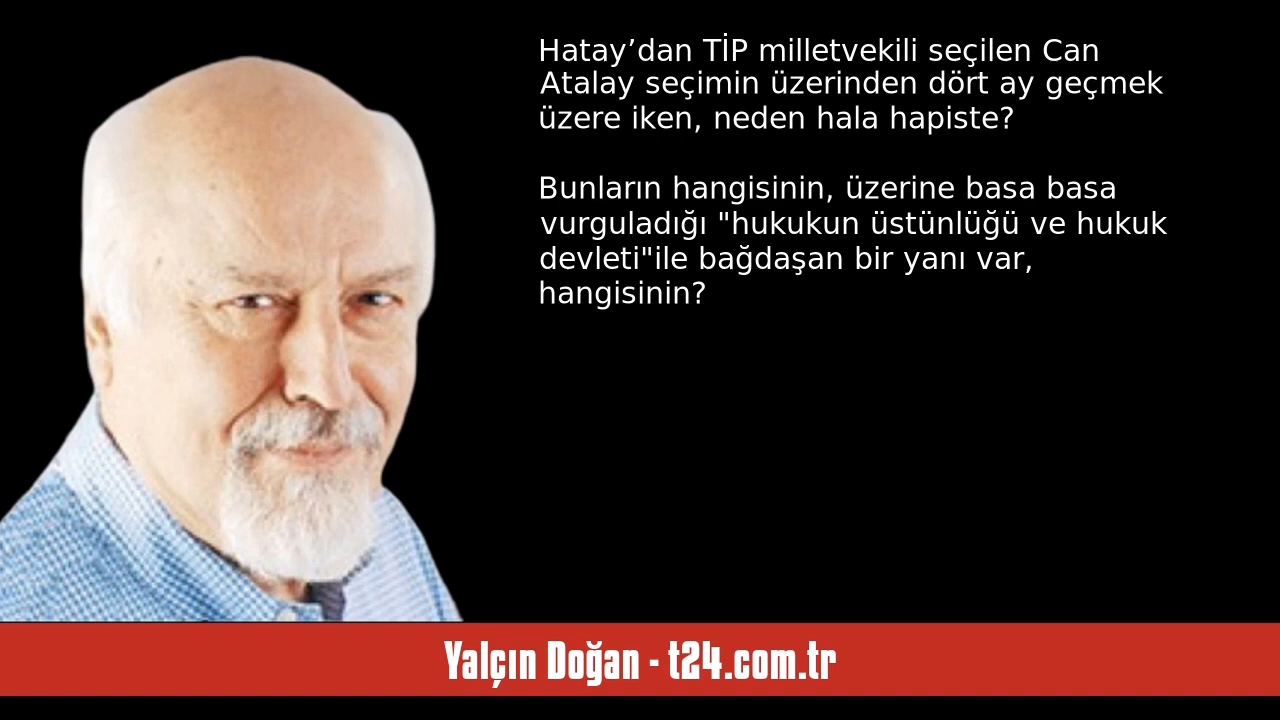 Hatay’dan TİP milletvekili seçilen Can
Atalay seçimin üzerinden dört ay geçmek
üzere iken, neden hala hapiste?
Bunların hangisinin, üzerine basa basa
vurguladığı "hukukun üstünlüğü ve hukuk
devleti"ile bağdaşan bir yanı var,
hangisinin?
Yalçın Doğan - t24.com.tr